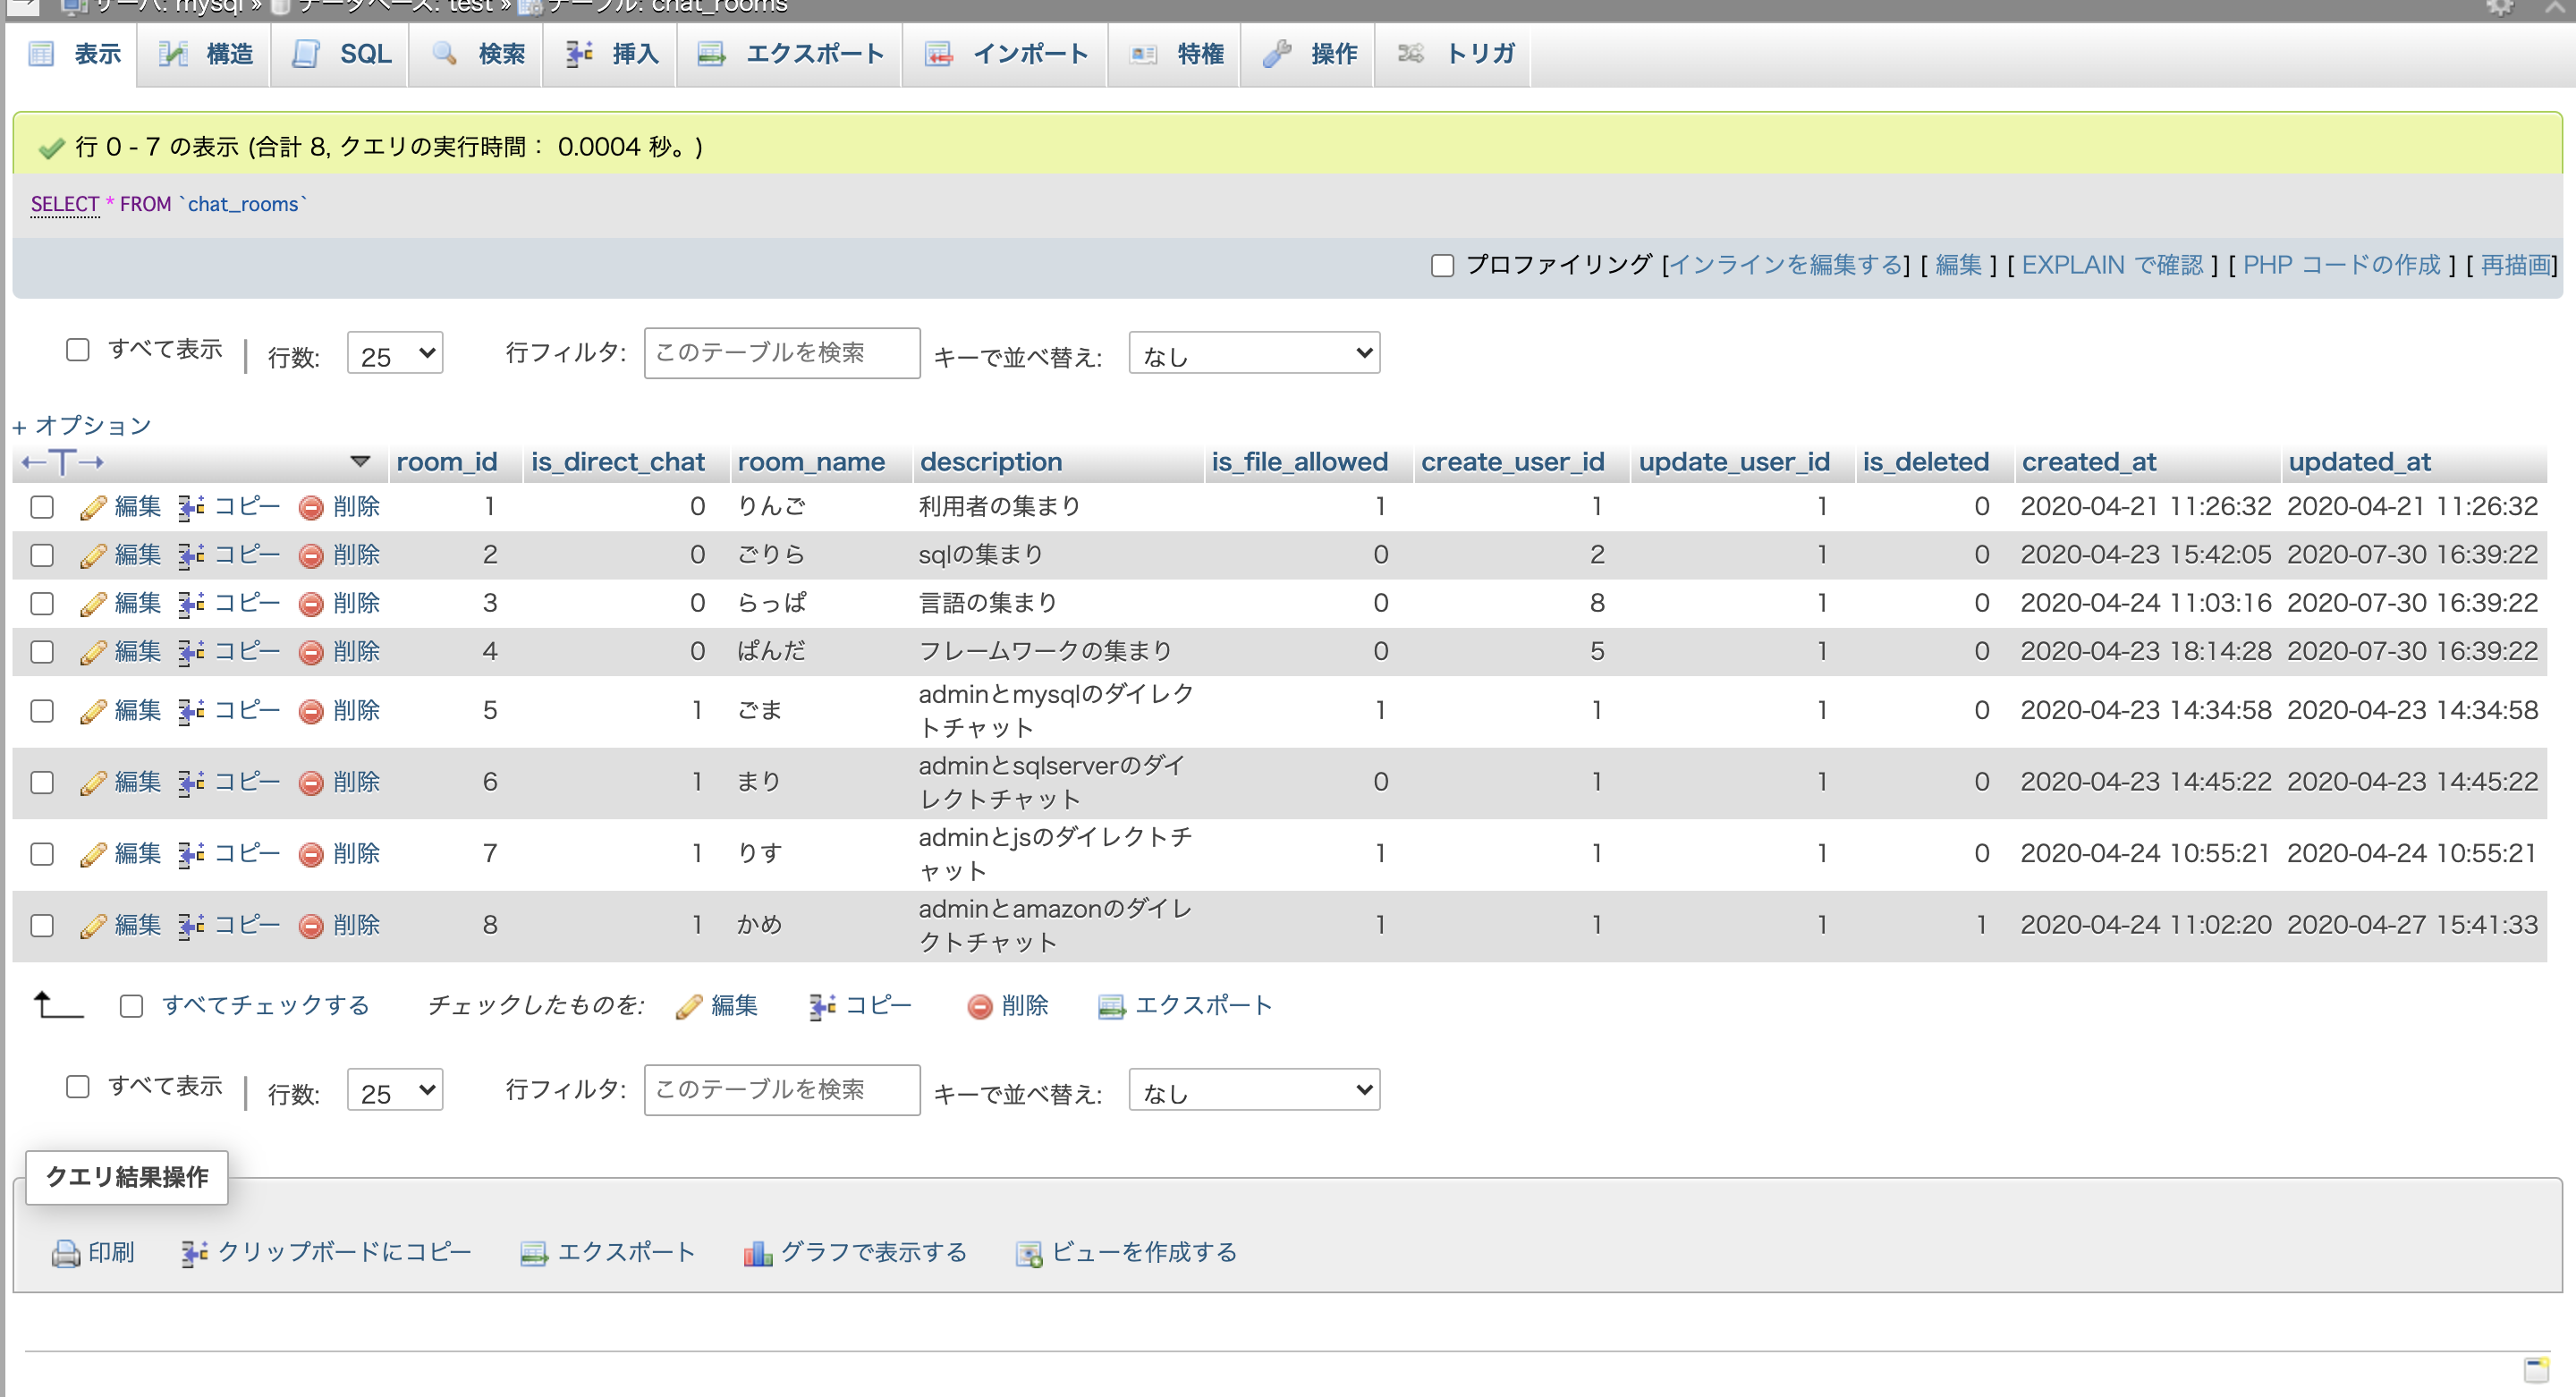 サーバ: mysql » データベース: test » テーブル: chat_rooms
表示 構造 SQL 検索 挿入 エクスポート インポート 特権 操作 トリガ
行 0 - 7 の表示 (合計 8, クエリの実行時間： 0.0004 秒。)
SELECT * FROM `chat_rooms`
プロファイリング [インラインを編集する] [ 編集 ] [ EXPLAIN で確認 ] [ PHP コードの作成 ] [ 再描画]
すべて表示 | 行数: 25 行フィルタ: このテーブルを検索 キーで並べ替え: なし
+ オプション
←T→ room_id is_direct_chat room_name description is_file_allowed create_user_id update_user_id is_deleted created_at updated_at
編集 コピー 削除 1 0 りんご 利用者の集まり 1 1 1 0 2020-04-21 11:26:32 2020-04-21 11:26:32
編集 コピー 削除 2 0 ごりら sqlの集まり 0 2 1 0 2020-04-23 15:42:05 2020-07-30 16:39:22
編集 コピー 削除 3 0 らっぱ 言語の集まり 0 8 1 0 2020-04-24 11:03:16 2020-07-30 16:39:22
編集 コピー 削除 4 0 ぱんだ フレームワークの集まり 0 5 1 0 2020-04-23 18:14:28 2020-07-30 16:39:22
編集 コピー 削除 5 1 ごま adminとmysqlのダイレク 1 1 1 0 2020-04-23 14:34:58 2020-04-23 14:34:58
トチャット
編集 コピー 削除 6 1 まり adminとsqlserverのダイ 0 1 1 0 2020-04-23 14:45:22 2020-04-23 14:45:22
レクトチャット
編集 コピー 削除 7 1 りす adminとjsのダイレクトチ 1 1 1 0 2020-04-24 10:55:21 2020-04-24 10:55:21
ャット
編集 コピー 削除 8 1 かめ adminとamazonのダイレ 1 1 1 1 2020-04-24 11:02:20 2020-04-27 15:41:33
クトチャット
すべてチェックする チェックしたものを: 編集 コピー 削除 エクスポート
すべて表示 | 行数: 25 行フィルタ: このテーブルを検索 キーで並べ替え: なし
クエリ結果操作
印刷 クリップボードにコピー エクスポート グラフで表示する ビューを作成する